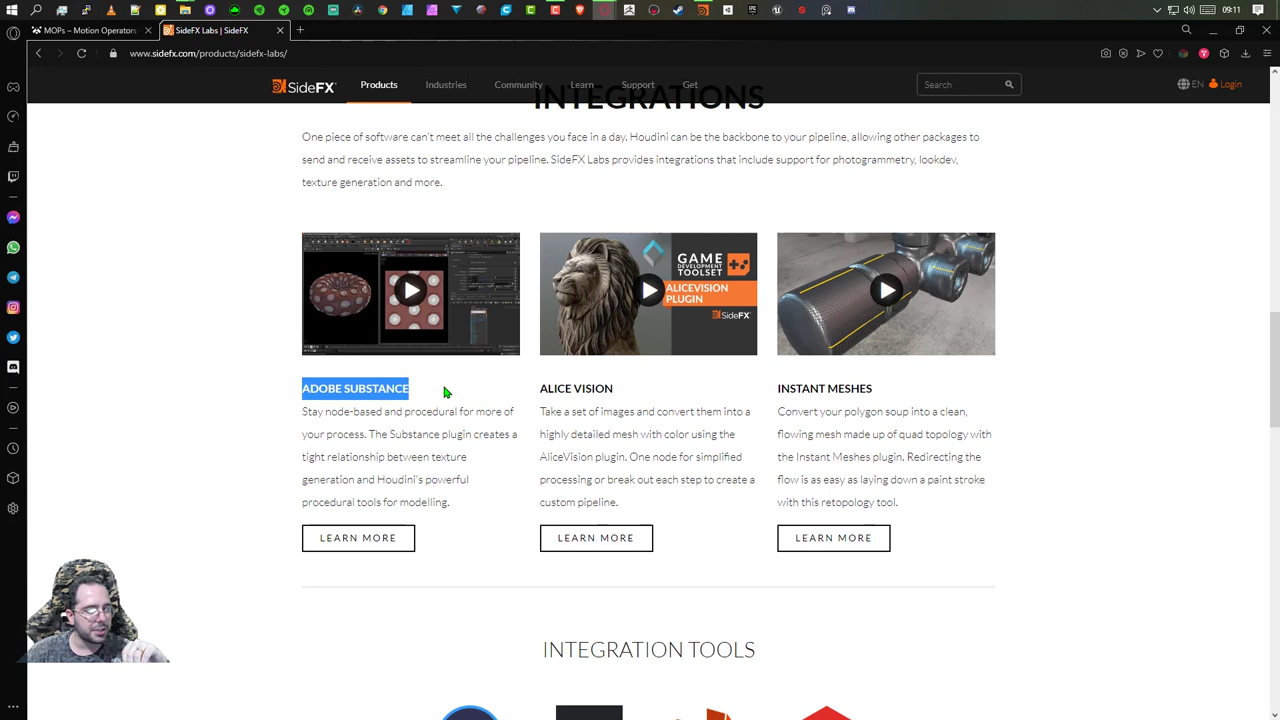 09:11
MOPs – Motion Operators
SideFX Labs | SideFX
www.sidefx.com/products/sidefx-labs/
SideFX
Products
Industries
Community
Learn
Support
Get
Search
EN
Login
INTEGRATIONS
One piece of software can't meet all the challenges you face in a day. Houdini can be the backbone to your pipeline, allowing other packages to
send and receive assets to streamline your pipeline. SideFX Labs provides integrations that include support for photogrammetry, lookdev,
texture generation and more.
GAME
DEVELOPMENT
TOOLSET
ALICEVISION
PLUGIN
SideFX
ADOBE SUBSTANCE
Stay node-based and procedural for more of
your process. The Substance plugin creates a
tight relationship between texture
generation and Houdini's powerful
procedural tools for modelling.
LEARN MORE
ALICE VISION
Take a set of images and convert them into a
highly detailed mesh with color using the
AliceVision plugin. One node for simplified
processing or break out each step to create a
custom pipeline.
LEARN MORE
INSTANT MESHES
Convert your polygon soup into a clean,
flowing mesh made up of quad topology with
the Instant Meshes plugin. Redirecting the
flow is as easy as laying down a paint stroke
with this retopology tool.
LEARN MORE
INTEGRATION TOOLS